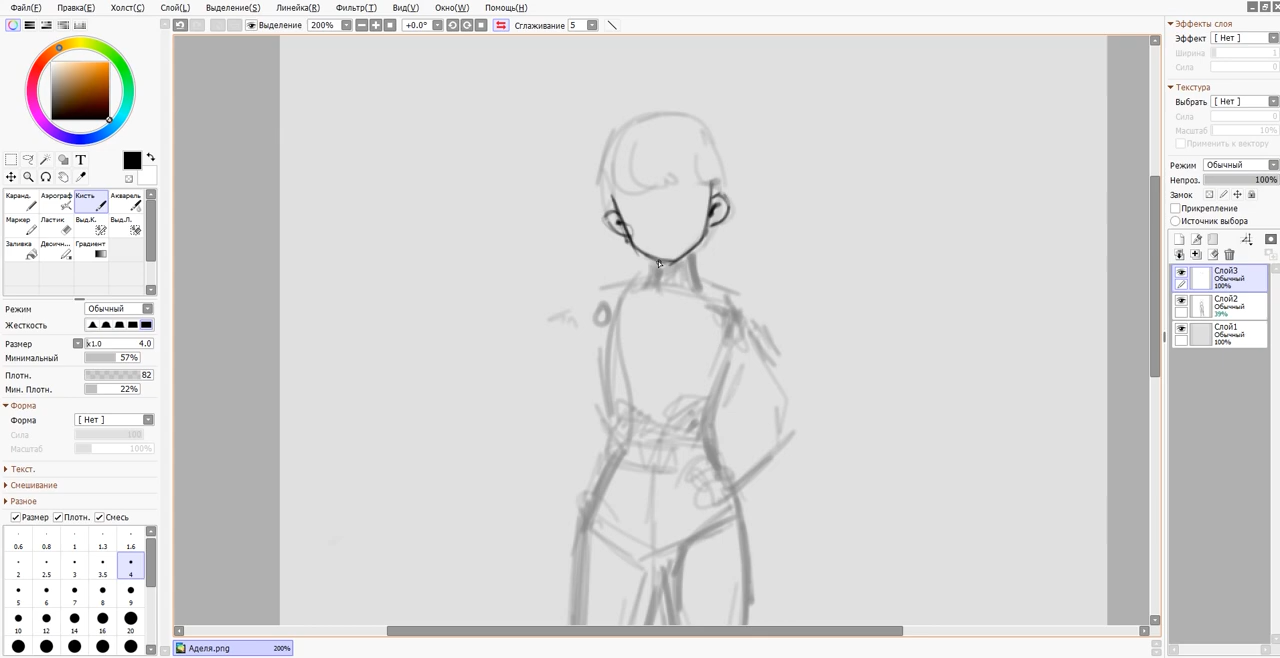 Файл(F) Правка(E) Холст(C) Слой(L) Выделение(S) Линейка(R) Фильтр(T) Вид(V) Окно(W) Помощь(H)
Выделение 200% +0.0° Сглаживание 5
Каранд. Аэрограф Кисть Акварель
Маркер Ластик Выд.К. Выд.Л.
Заливка Двоичн... Градиент
Режим Обычный
Жесткость
Размер x1.0 4.0
Минимальный 57%
Плотн. 82
Мин. Плотн. 22%
Форма
Форма [ Нет ]
Сила 100
Масштаб 100%
Текст.
Смешивание
Разное
Размер Плотн. Смесь
0.6 0.8 1 1.3 1.6
2 2.5 3 3.5 4
5 6 7 8 9
10 12 14 16 20
Аделя.png 200%
Эффекты слоя
Эффект [ Нет ]
Ширина 1
Сила 0
Текстура
Выбрать [ Нет ]
Сила 0
Масштаб 10%
Применить к вектору
Режим Обычный
Непроз. 100%
Замок
Прикрепление
Источник выбора
Слой3
Обычный
100%
Слой2
Обычный
39%
Слой1
Обычный
100%